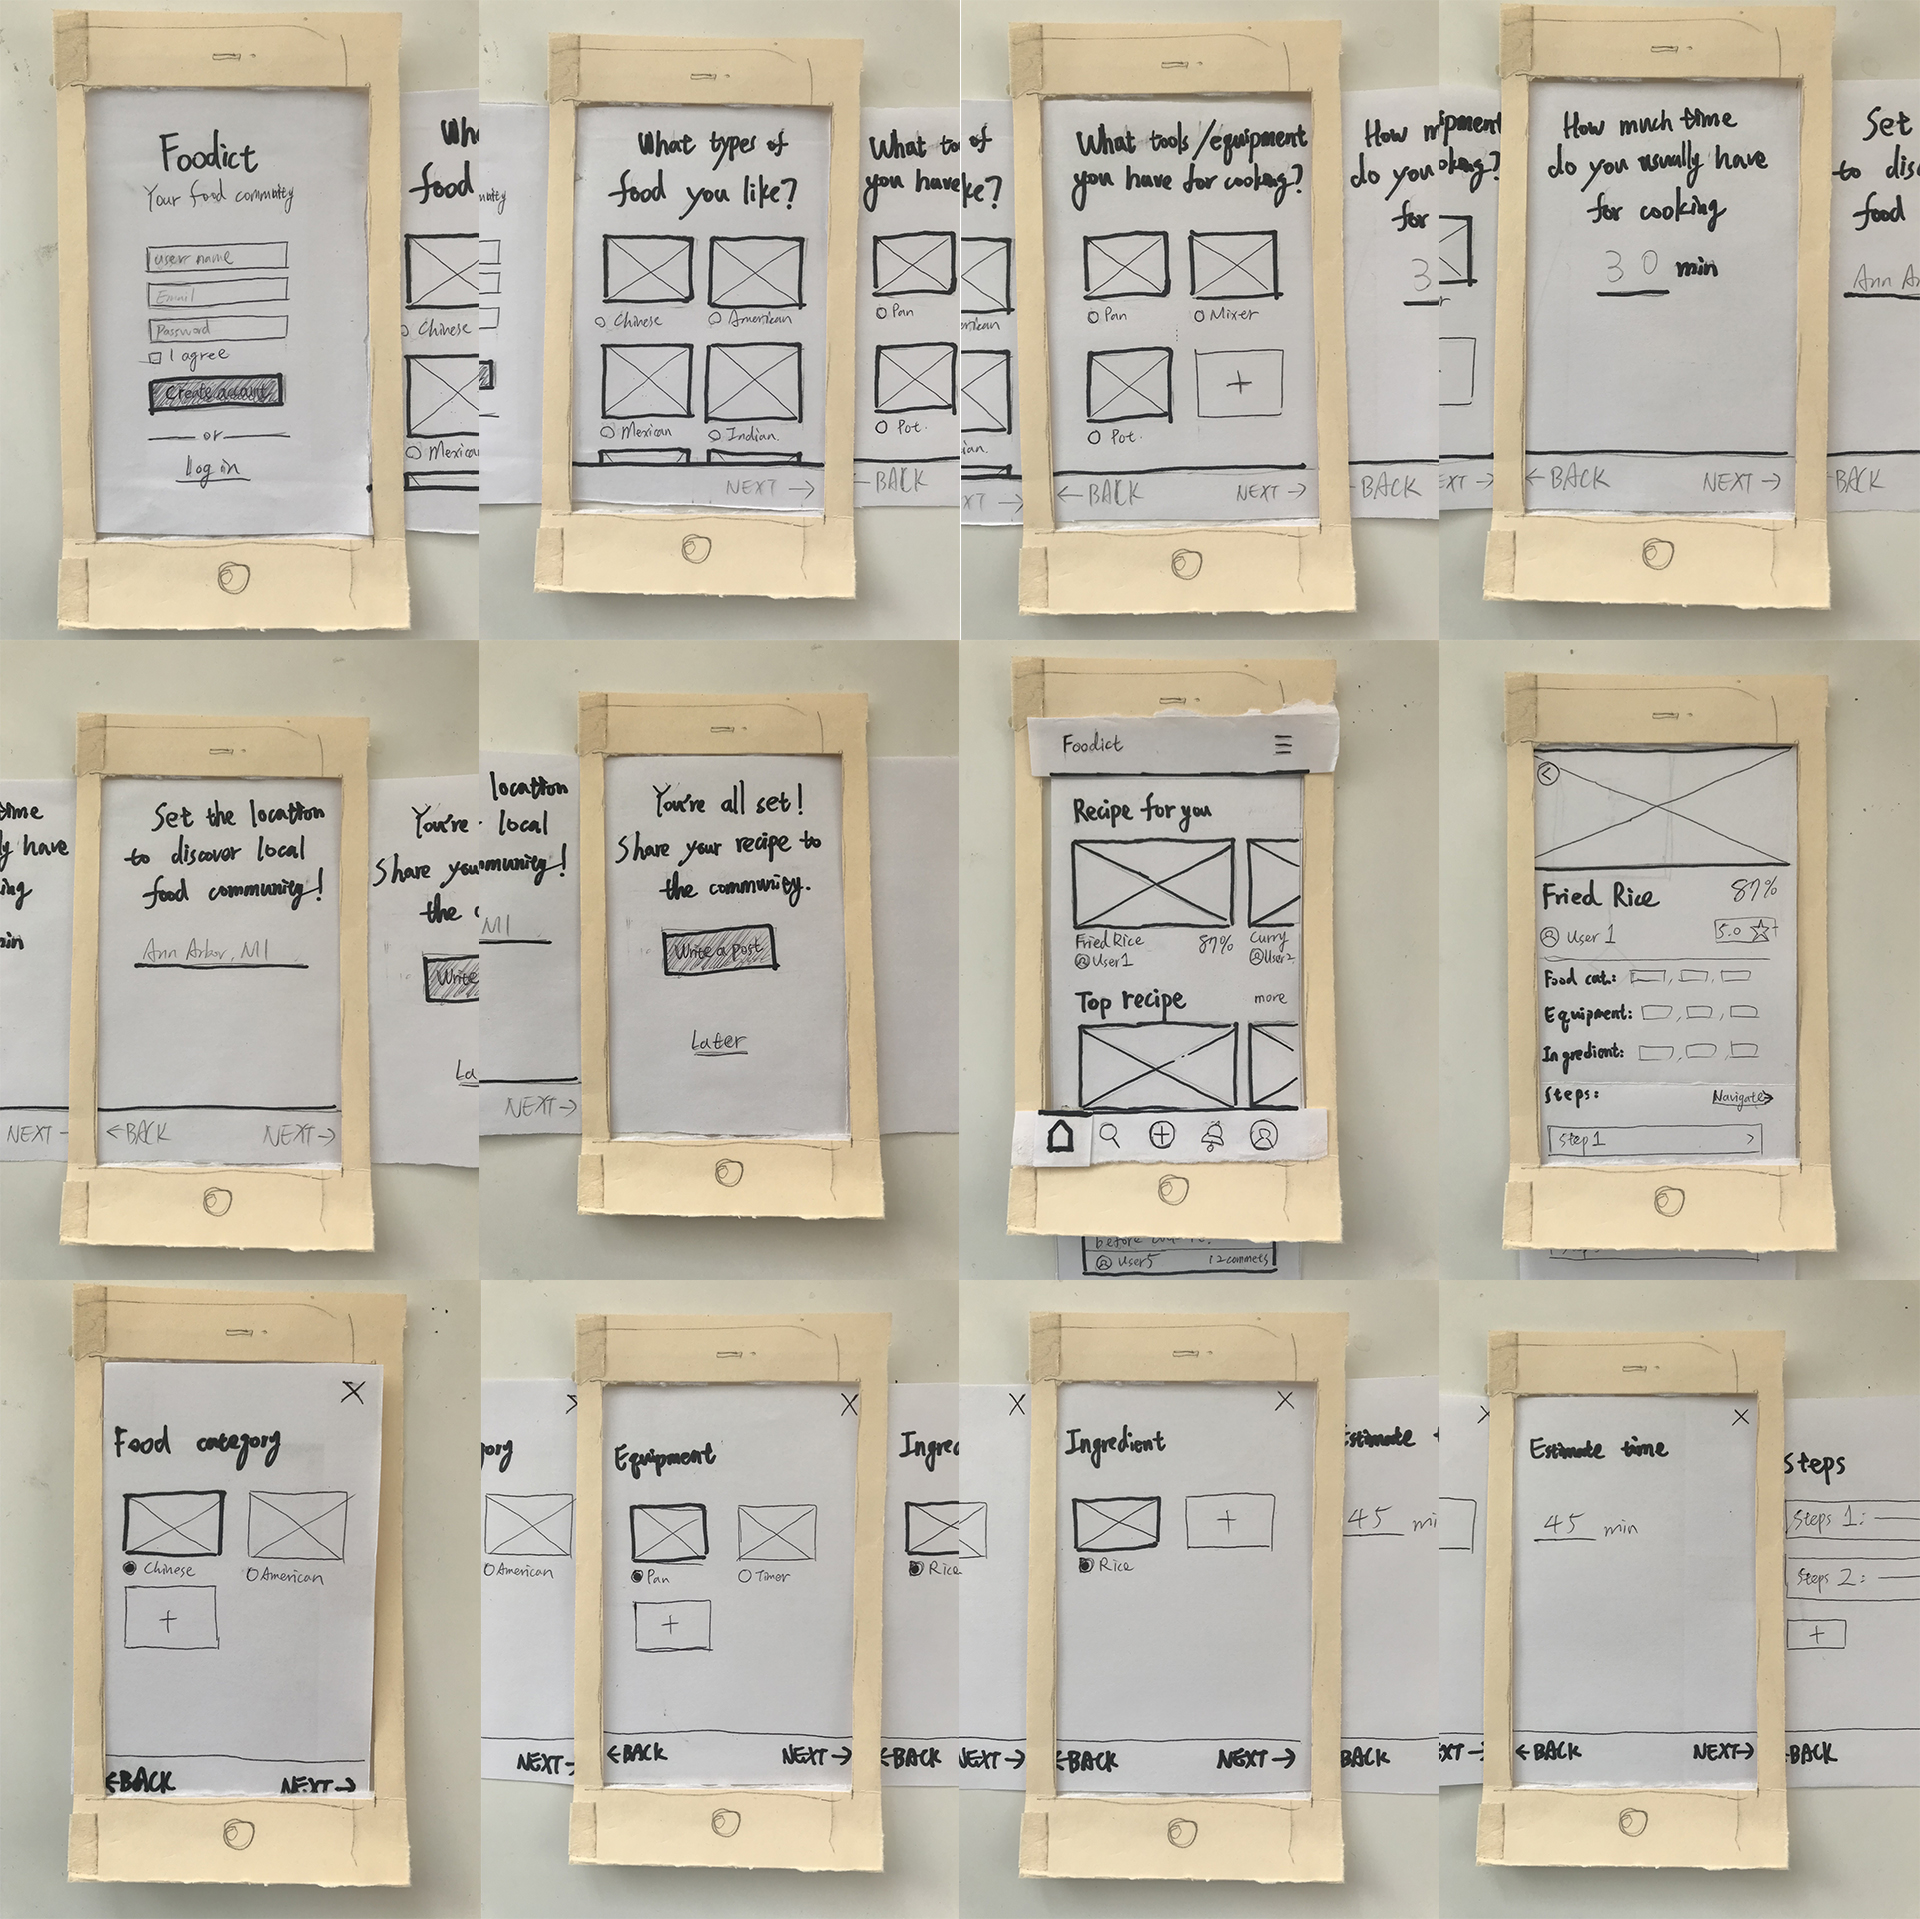 Foodict
Your food community
user name
Email
Password
I agree
Create acount
or
Log in
What types of
food you like?
Chinese
American
Mexican
Indian.
NEXT →
What tools/equipment
you have for cooking?
Pan
Mixer
+
Pot.
← BACK
NEXT →
How much time
do you usually have
for cooking
30 min
← BACK
NEXT →
Set the location
to discover local
food community!
Ann Arbor, MI
← BACK
NEXT →
You're all set!
Share your recipe to
the community.
Write a post
Later
Foodict
Recipe for you
Fried Rice 87%
User1
Curry
User2
Top recipe more
User5 12 commets
Fried Rice 87%
User 1 5.0
Food cat.:
Equipment:
Ingredient:
Steps: Navigate→
Step 1 >
X
Food category
Chinese
American
+
← BACK
NEXT →
X
Equipment
Pan
Timer
+
← BACK
NEXT →
X
Ingredient
Rice
+
← BACK
NEXT →
X
Estimate time
45 min
← BACK
NEXT →
Steps
Steps 1:
Steps 2:
+
BACK